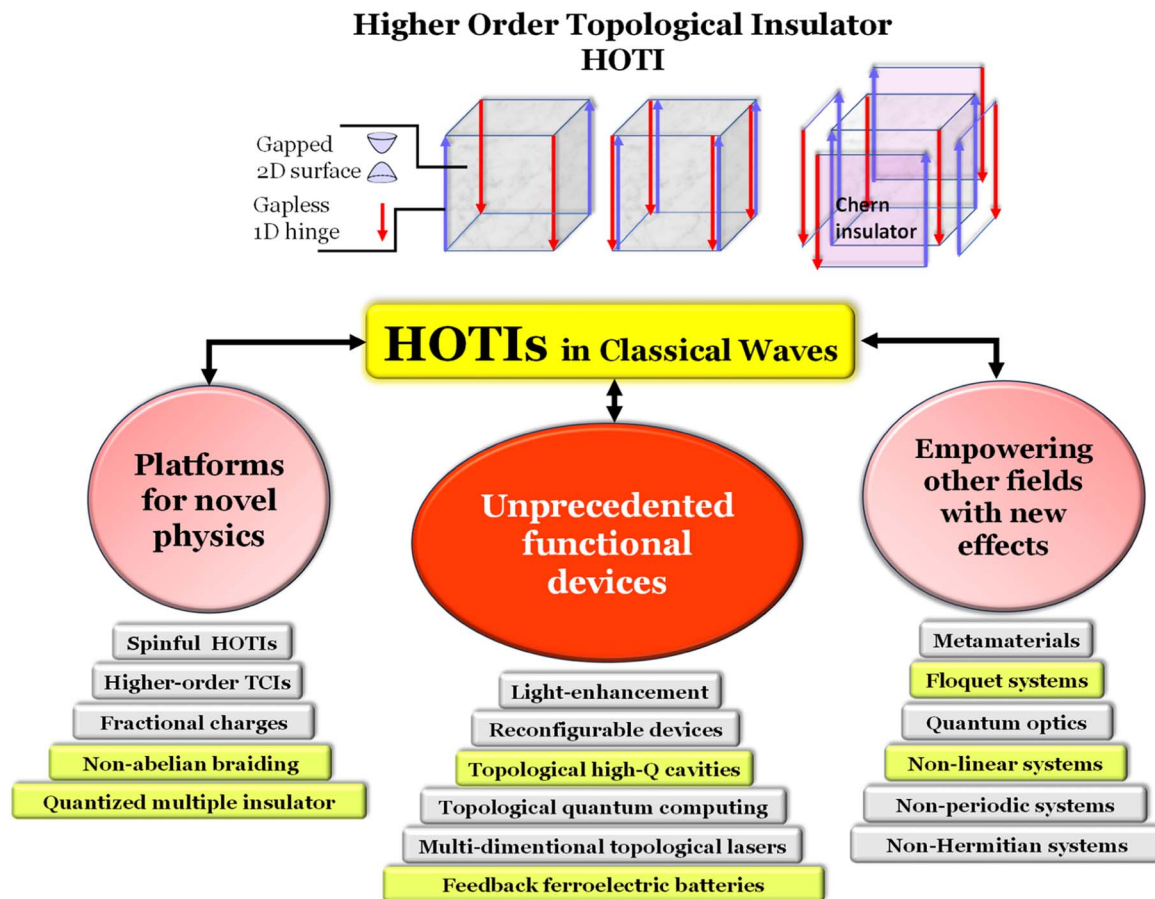 Higher Order Topological Insulator
HOTI
Gapped
2D surface
Gapless
1D hinge
Chern
insulator
HOTIs in Classical Waves
Platforms
for novel
physics
Spinful HOTIs
Higher-order TCIs
Fractional charges
Non-abelian braiding
Quantized multiple insulator
Unprecedented
functional
devices
Light-enhancement
Reconfigurable devices
Topological high-Q cavities
Topological quantum computing
Multi-dimentional topological lasers
Feedback ferroelectric batteries
Empowering
other fields
with new
effects
Metamaterials
Floquet systems
Quantum optics
Non-linear systems
Non-periodic systems
Non-Hermitian systems